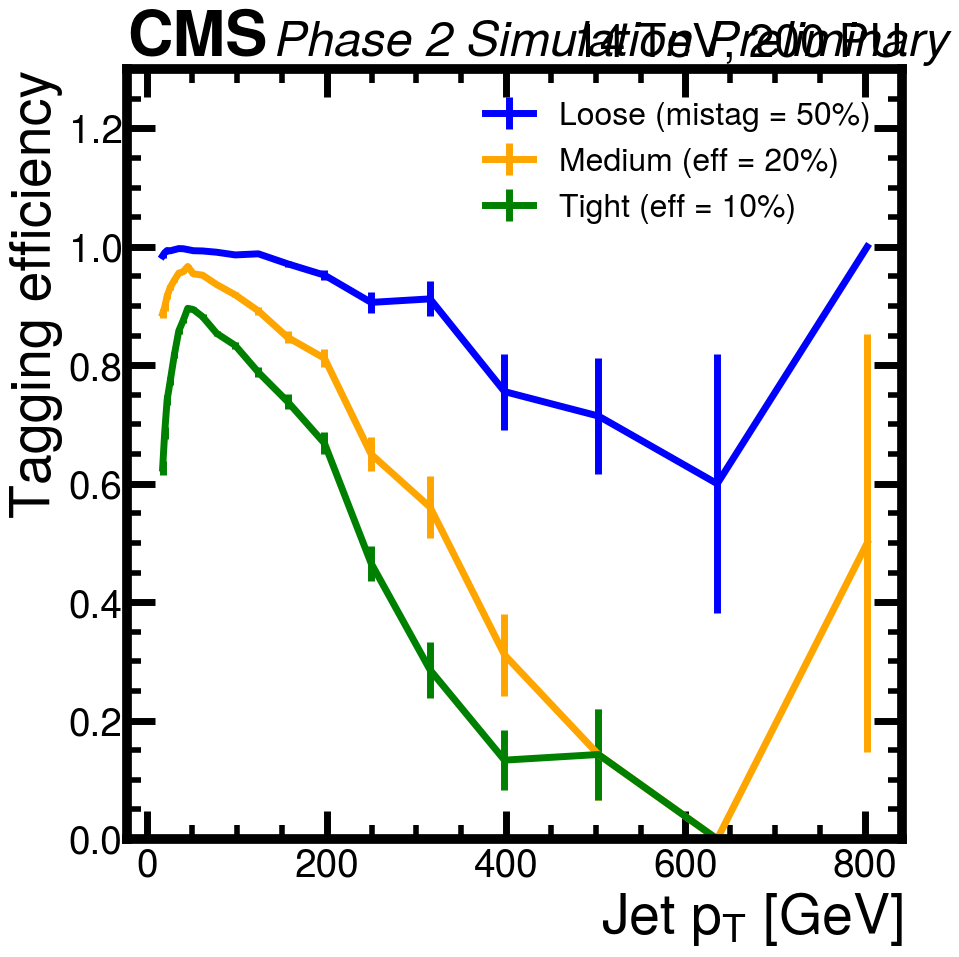 CMS Phase 2 Simulation Preliminary
14 TeV, 200 PU
Tagging efficiency
Loose (mistag = 50%)
Medium (eff = 20%)
Tight (eff = 10%)
1.2
1.0
0.8
0.6
0.4
0.2
0.0
0 200 400 600 800
Jet pT [GeV]